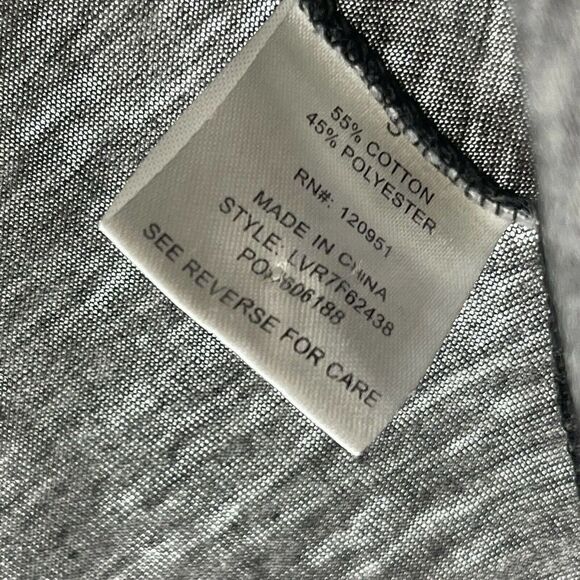 S
55% COTTON
45% POLYESTER
RN#: 120951
MADE IN CHINA
STYLE: LVR7F62438
SEE REVERSE FOR CARE